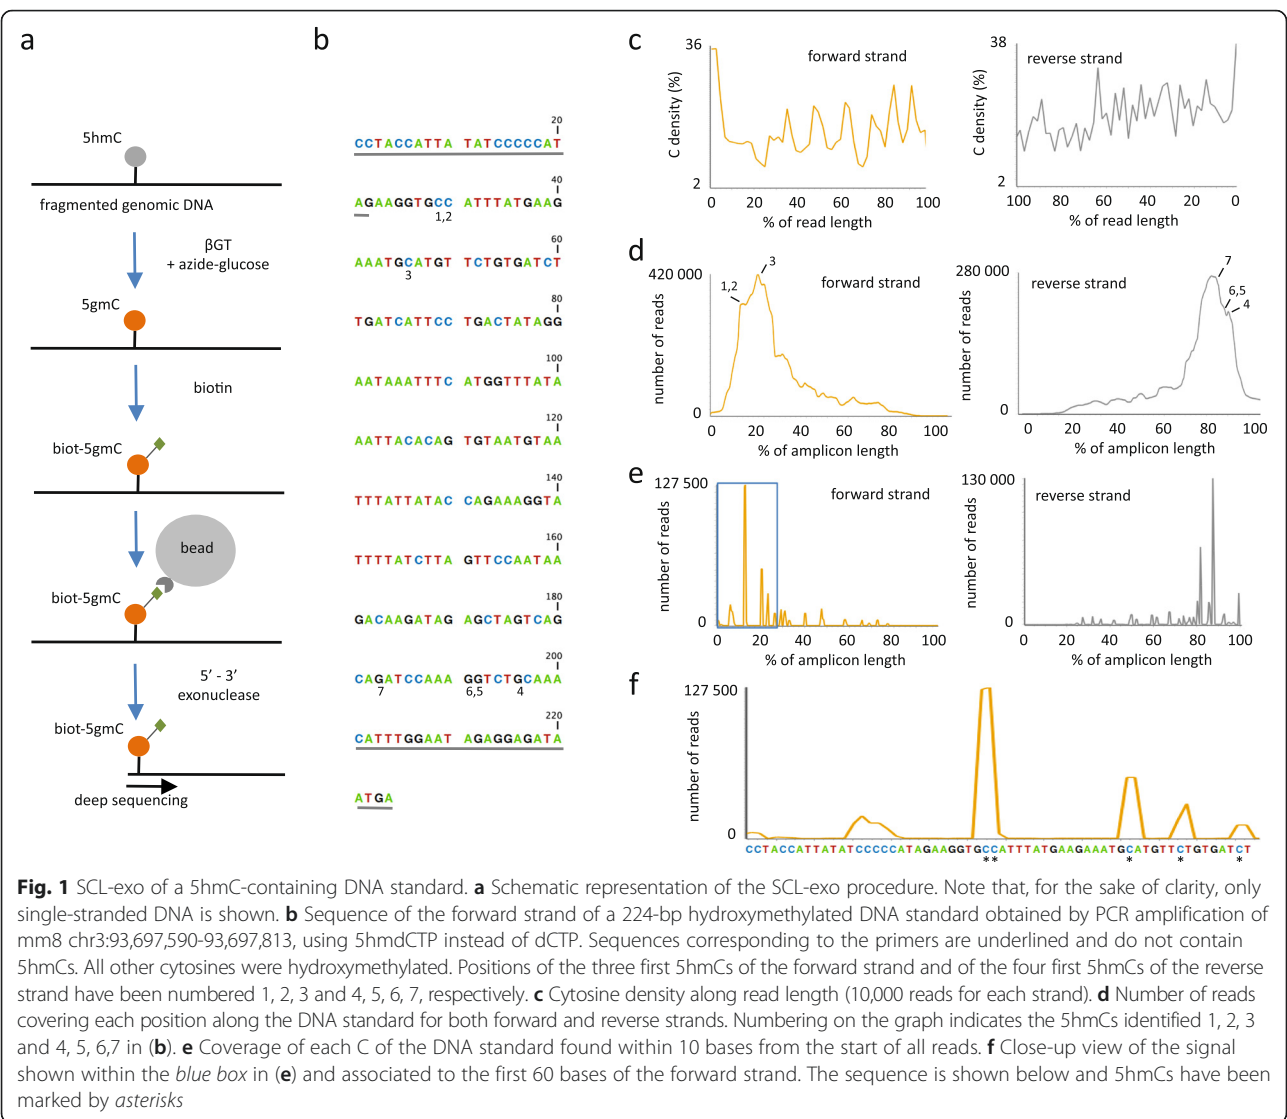 a
5hmC
fragmented genomic DNA
βGT
+ azide-glucose
5gmC
biotin
biot-5gmC
bead
biot-5gmC
5′ - 3′
exonuclease
biot-5gmC
deep sequencing
b
20
CCTACCATTA TATCCCCCAT
40
AGAAGGTGCC ATTTATGAAG
1,2
60
AAATGCATGT TCTGTGATCT
3
80
TGATCATTCC TGACTATAGG
100
AATAAATTTC ATGGTTTATA
120
AATTACACAG TGTAATGTAA
140
TTTATTATAC CAGAAAGGTA
160
TTTTATCTTA GTTCCAATAA
180
GACAAGATAG AGCTAGTCAG
200
CAGATCCAAA GGTCTGCAAA
7 6,5 4
220
CATTTGGAAT AGAGGAGATA
ATGA
c
36
forward strand
C density (%)
2
0 20 40 60 80 100
% of read length
38
reverse strand
C density (%)
2
100 80 60 40 20 0
% of read length
d
420 000
1,2
3
forward strand
number of reads
0
0 20 40 60 80 100
% of amplicon length
280 000
reverse strand
7
6,5
4
number of reads
0
0 20 40 60 80 100
% of amplicon length
e
127 500
forward strand
number of reads
0
0 20 40 60 80 100
% of amplicon length
130 000
reverse strand
number of reads
0
0 20 40 60 80 100
% of amplicon length
f
127 500
number of reads
0
CCTACCATTATATCCCCCATAGAAGGTGCCATTTATGAAGAAATGCATGTTCTGTGATCT
** * * *
Fig. 1 SCL-exo of a 5hmC-containing DNA standard. a Schematic representation of the SCL-exo procedure. Note that, for the sake of clarity, only
single-stranded DNA is shown. b Sequence of the forward strand of a 224-bp hydroxymethylated DNA standard obtained by PCR amplification of
mm8 chr3:93,697,590-93,697,813, using 5hmdCTP instead of dCTP. Sequences corresponding to the primers are underlined and do not contain
5hmCs. All other cytosines were hydroxymethylated. Positions of the three first 5hmCs of the forward strand and of the four first 5hmCs of the reverse
strand have been numbered 1, 2, 3 and 4, 5, 6, 7, respectively. c Cytosine density along read length (10,000 reads for each strand). d Number of reads
covering each position along the DNA standard for both forward and reverse strands. Numbering on the graph indicates the 5hmCs identified 1, 2, 3
and 4, 5, 6,7 in (b). e Coverage of each C of the DNA standard found within 10 bases from the start of all reads. f Close-up view of the signal
shown within the blue box in (e) and associated to the first 60 bases of the forward strand. The sequence is shown below and 5hmCs have been
marked by asterisks